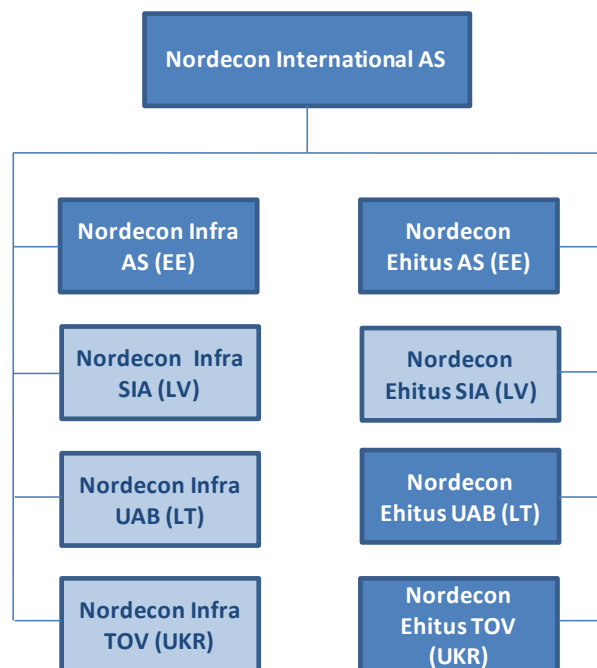 Nordecon International AS
Nordecon Infra
AS (EE)
Nordecon
Ehitus AS (EE)
Nordecon Infra
SIA (LV)
Nordecon
Ehitus SIA (LV)
Nordecon Infra
UAB (LT)
Nordecon
Ehitus UAB (LT)
Nordecon Infra
TOV (UKR)
Nordecon
Ehitus TOV
(UKR)